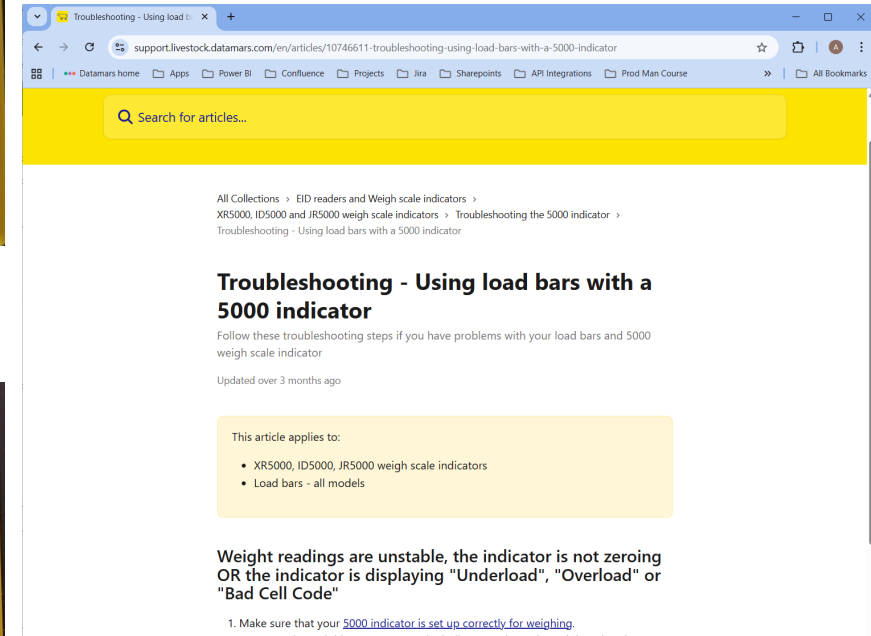 Troubleshooting - Using load b
support.livestock.datamars.com/en/articles/10746611-troubleshooting-using-load-bars-with-a-5000-indicator
A
Datamars home Apps Power BI Confluence Projects Jira Sharepoints API Integrations Prod Man Course » All Bookmarks
Search for articles...
All Collections > EID readers and Weigh scale indicators >
XR5000, ID5000 and JR5000 weigh scale indicators > Troubleshooting the 5000 indicator >
Troubleshooting - Using load bars with a 5000 indicator
Troubleshooting - Using load bars with a
5000 indicator
Follow these troubleshooting steps if you have problems with your load bars and 5000
weigh scale indicator
Updated over 3 months ago
This article applies to:
• XR5000, ID5000, JR5000 weigh scale indicators
• Load bars - all models
Weight readings are unstable, the indicator is not zeroing
OR the indicator is displaying "Underload", "Overload" or
"Bad Cell Code"
1. Make sure that your 5000 indicator is set up correctly for weighing.